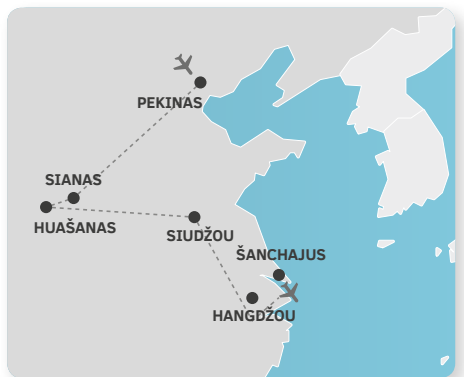 PEKINAS
SIANAS
HUAŠANAS
SIUDŽOU
ŠANCHAJUS
HANGDŽOU